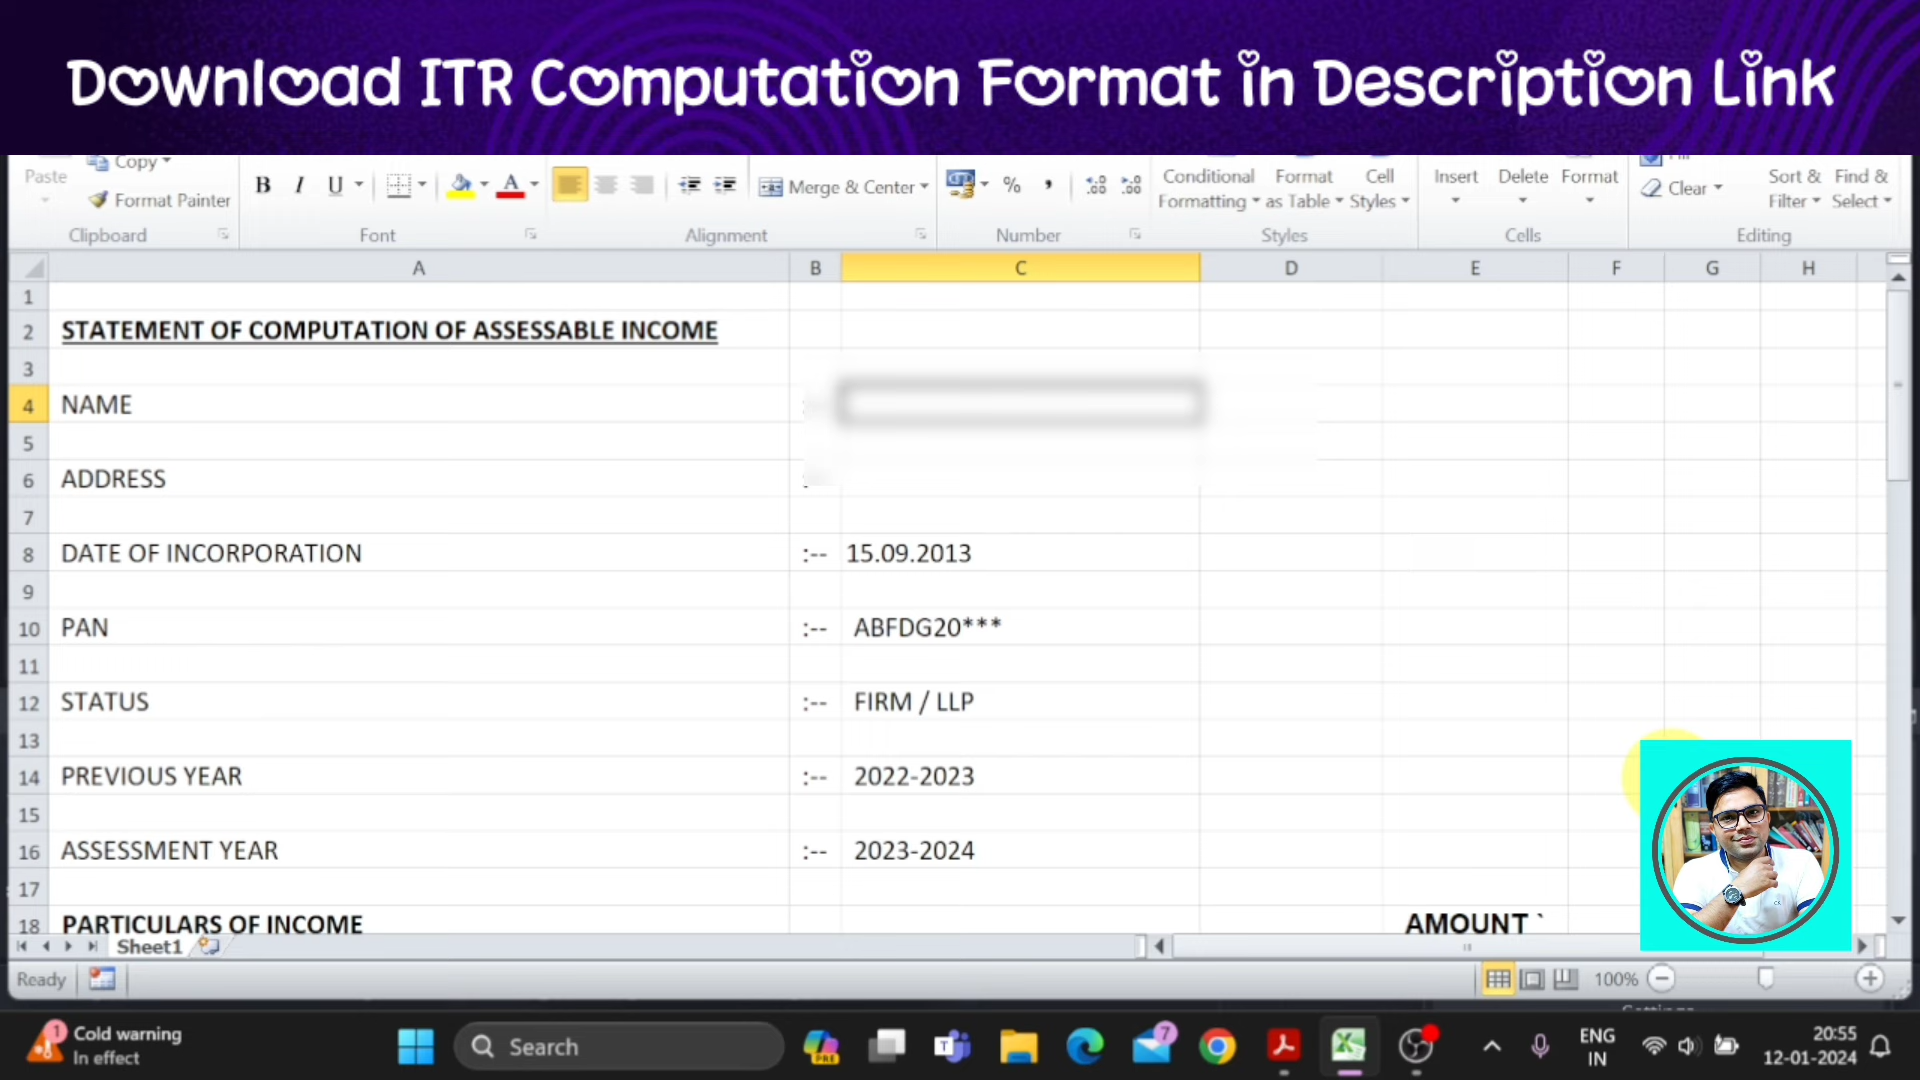 Download ITR Computation Format in Description Link
Paste Copy
Format Painter
B I U A
Merge & Center
% ,
Conditional Formatting
Format as Table
Cell Styles
Insert Delete Format
Clear
Sort & Filter
Find & Select
Clipboard Font Alignment Number Styles Cells Editing
A B C D E F G H
1
2 STATEMENT OF COMPUTATION OF ASSESSABLE INCOME
3
4 NAME
5
6 ADDRESS
7
8 DATE OF INCORPORATION :-- 15.09.2013
9
10 PAN :-- ABFDG20***
11
12 STATUS :-- FIRM / LLP
13
14 PREVIOUS YEAR :-- 2022-2023
15
16 ASSESSMENT YEAR :-- 2023-2024
17
18 PARTICULARS OF INCOME AMOUNT `
Sheet1
Ready 100%
1 Cold warning
In effect
Search
PRE
T
7
ENG
IN
20:55
12-01-2024